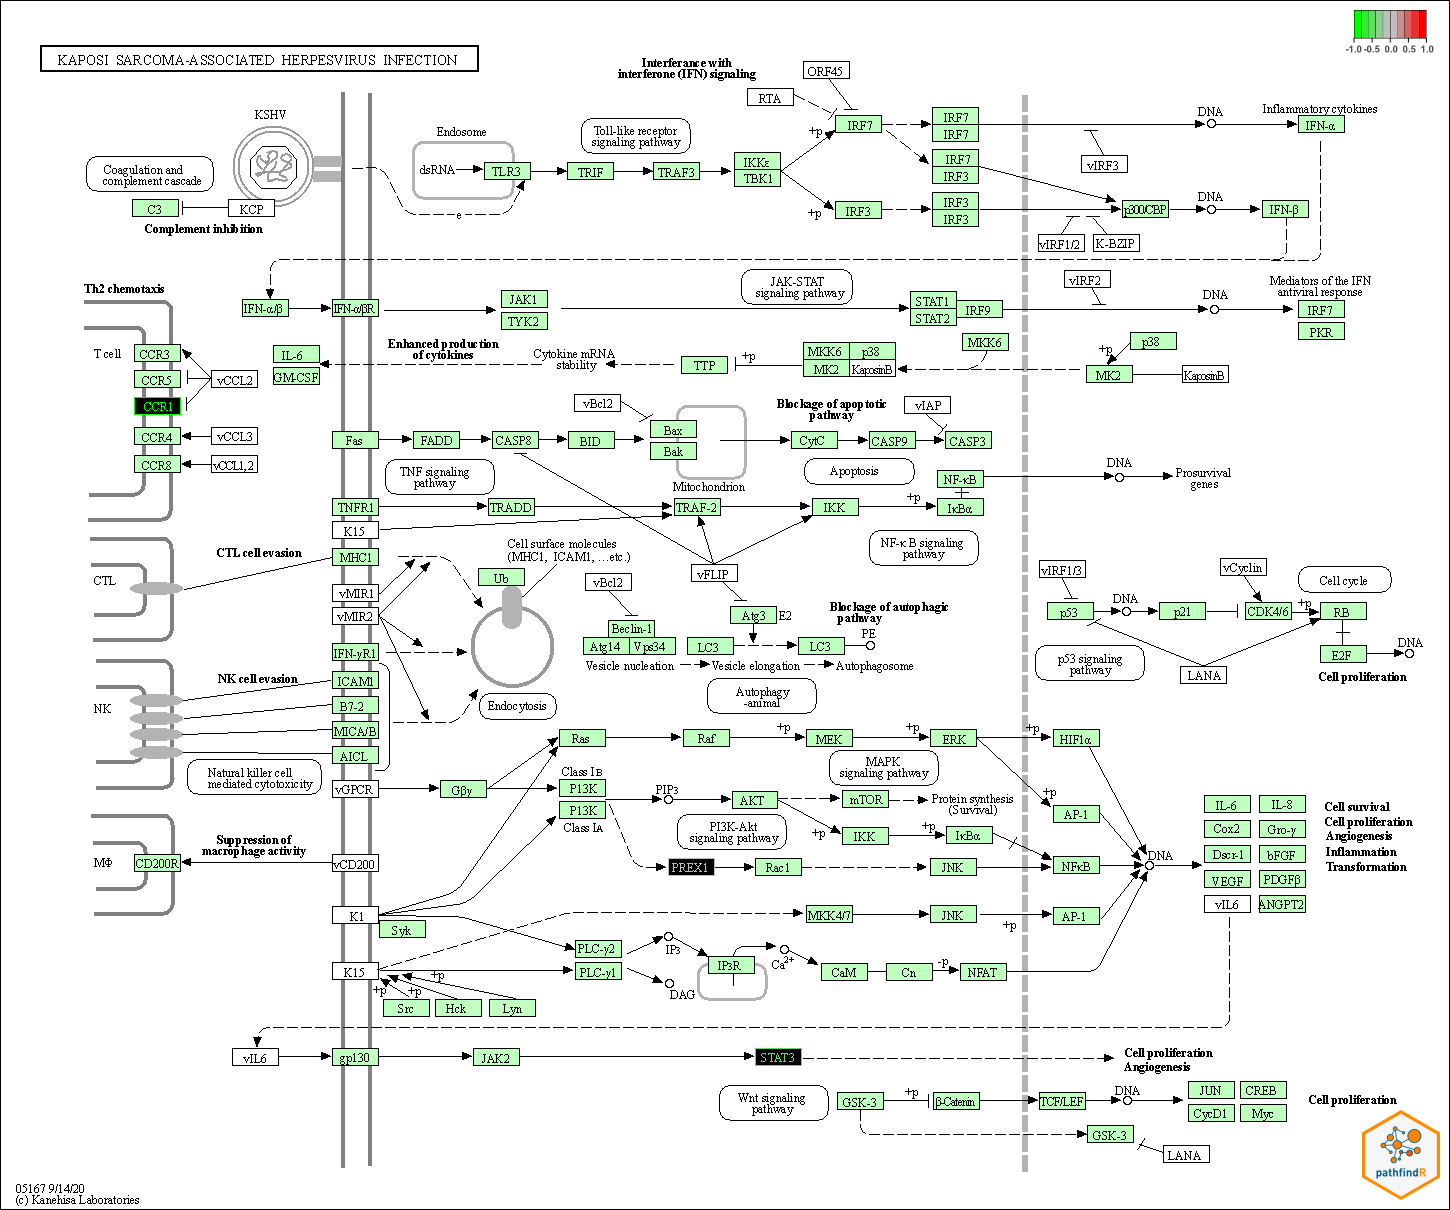 KAPOSI SARCOMA-ASSOCIATED HERPESVIRUS INFECTION
-1.0 -0.5 0.0 0.5 1.0
Interferance with
interferone (IFN) signaling
ORF45
RTA
KSHV
Endosome
Toll-like receptor
signaling pathway
+p
IRF7
IRF7
IRF7
DNA
Inflammatory cytokines
IFN-α
Coagulation and
complement cascade
dsRNA
TLR3
TRIF
TRAF3
IKKε
TBK1
IRF7
IRF3
vIRF3
C3
KCP
Complement inhibition
e
+p
IRF3
IRF3
IRF3
p300/CBP
DNA
IFN-β
vIRF1/2
K-BZIP
Th2 chemotaxis
JAK-STAT
signaling pathway
vIRF2
Mediators of the IFN
antiviral response
IFN-α/β
IFN-α/βR
JAK1
TYK2
STAT1
STAT2
IRF9
DNA
IRF7
PKR
T cell
CCR3
CCR5
CCR1
CCR4
CCR8
vCCL2
vCCL3
vCCL1,2
IL-6
GM-CSF
Enhanced production
of cytokines
Cytokine mRNA
stability
TTP
+p
MKK6
p38
MK2
KaposinB
MKK6
+p
p38
MK2
KaposinB
vBcl2
Blockage of apoptotic
pathway
vIAP
Fas
FADD
CASP8
BID
Bax
Bak
CytC
CASP9
CASP3
TNF signaling
pathway
Mitochondrion
Apoptosis
NF-κB
DNA
Prosurvival
genes
TNFR1
TRADD
TRAF-2
IKK
+p
IκBα
K15
NF-κ B signaling
pathway
CTL cell evasion
MHC1
Cell surface molecules
(MHC1, ICAM1, ...etc.)
CTL
vMIR1
vMIR2
Ub
vBcl2
vFLIP
Atg3
E2
Blockage of autophagic
pathway
PE
Beclin-1
Atg14
Vps34
LC3
LC3
Vesicle nucleation
Vesicle elongation
Autophagosome
vIRF1/3
vCyclin
Cell cycle
p53
DNA
p21
CDK4/6
+p
RB
DNA
E2F
p53 signaling
pathway
LANA
Cell proliferation
IFN-γR1
NK cell evasion
ICAM1
NK
B7-2
MICA/B
AICL
Endocytosis
Autophagy
-animal
Natural killer cell
mediated cytotoxicity
vGPCR
Gβγ
Ras
Raf
+p
MEK
+p
ERK
+p
HIF1α
MAPK
signaling pathway
Class IB
P13K
P13K
Class IA
PIP3
AKT
mTOR
Protein synthesis
(Survival)
+p
AP-1
PI3K-Akt
signaling pathway
+p
IKK
+p
IκBα
IL-6
IL-8
Cox2
Gro-γ
Dscr-1
bFGF
VEGF
PDGFβ
vIL6
ANGPT2
Cell survival
Cell proliferation
Angiogenesis
Inflammation
Transformation
Suppression of
macrophage activity
MΦ
CD200R
vCD200
PREX1
Rac1
JNK
NFκB
DNA
K1
Syk
MKK4/7
JNK
+p
AP-1
K15
PLC-γ2
PLC-γ1
IP3
DAG
IP3R
Ca2+
CaM
Cn
-p
NFAT
+p
+p
+p
Src
Hck
Lyn
vIL6
gp130
JAK2
STAT3
Cell proliferation
Angiogenesis
Wnt signaling
pathway
GSK-3
+p
β-Catenin
TCF/LEF
DNA
JUN
CREB
CycD1
Myc
Cell proliferation
GSK-3
LANA
pathfindR
05167 9/14/20
(c) Kanehisa Laboratories